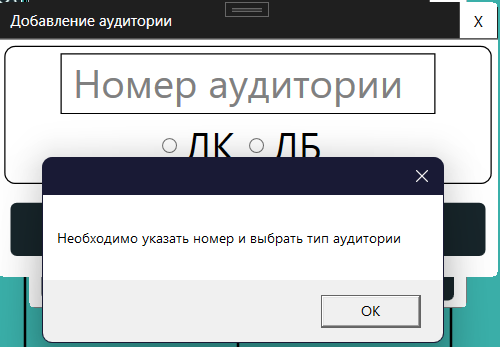 Добавление аудитории
X
Номер аудитории
ЛК ЛБ
Необходимо указать номер и выбрать тип аудитории
OK